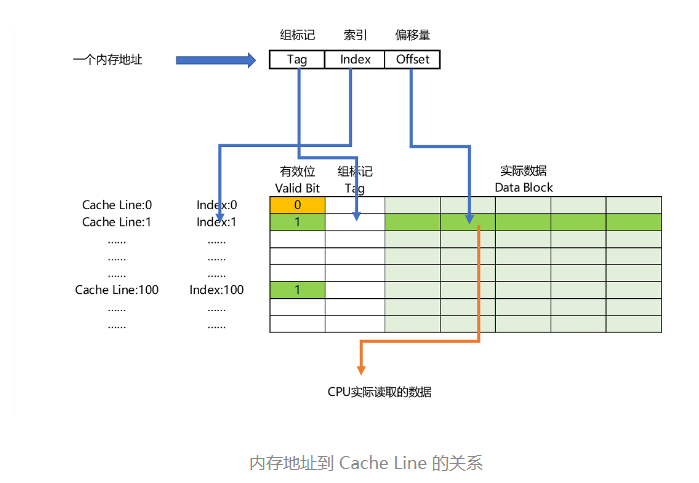 组标记 索引 偏移量
一个内存地址 Tag Index Offset
有效位 组标记 实际数据
Valid Bit Tag Data Block
Cache Line:0 Index:0 0
Cache Line:1 Index:1 1
...... ......
...... ......
...... ......
Cache Line:100 Index:100 1
...... ......
...... ......
CPU实际读取的数据
内存地址到 Cache Line 的关系